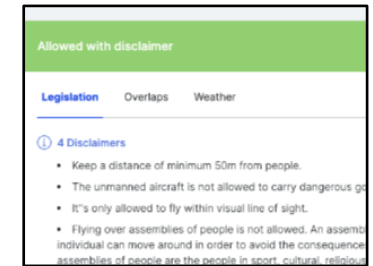 Allowed with disclaimer
Legislation Overlaps Weather
4 Disclaimers
• Keep a distance of minimum 50m from people.
• The unmanned aircraft is not allowed to carry dangerous
• It"s only allowed to fly within visual line of sight.
• Flying over assemblies of people is not allowed. An
individual can move around in order to avoid the consequence
assemblies of people are the people in sport, cultural, religious